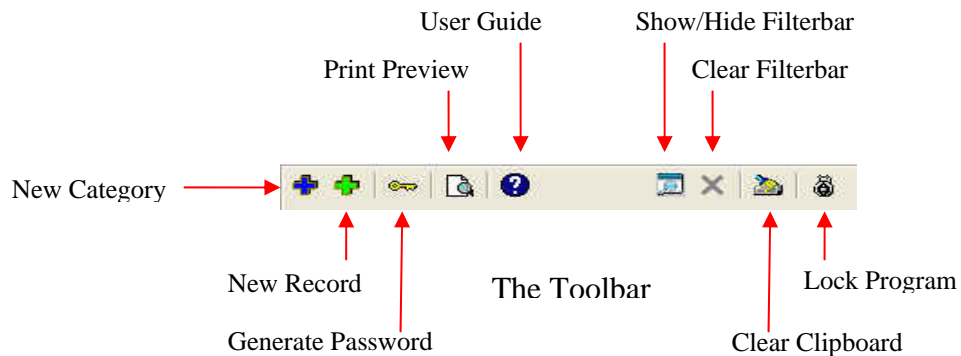 User Guide
Show/Hide Filterbar
Print Preview
Clear Filterbar
New Category
New Record
The Toolbar
Lock Program
Generate Password
Clear Clipboard